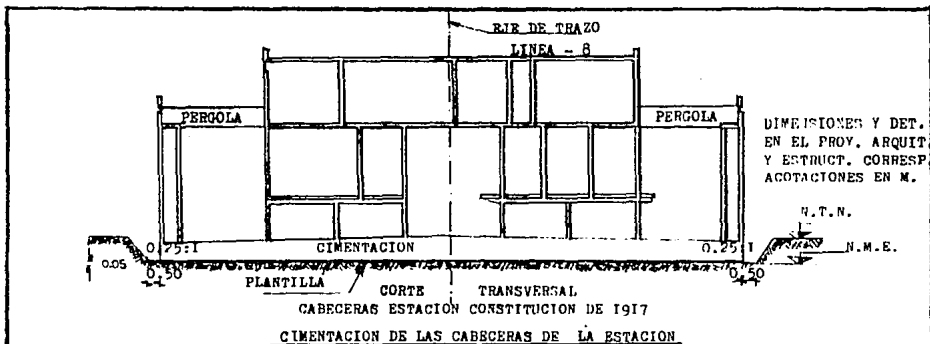 EJE DE TRAZO
LINEA - 8
PERGOLA
PERGOLA
DIMENSIONES Y DET.
EN EL PROY. ARQUIT.
Y ESTRUCT. CORRESP.
ACOTACIONES EN M.
N.T.N.
0.25:1
CIMENTACION
0.25:1
N.M.E.
0.05
0.50
0.50
PLANTILLA
CORTE TRANSVERSAL
CABECERAS ESTACION CONSTITUCION DE 1917
CIMENTACION DE LAS CABECERAS DE LA ESTACION